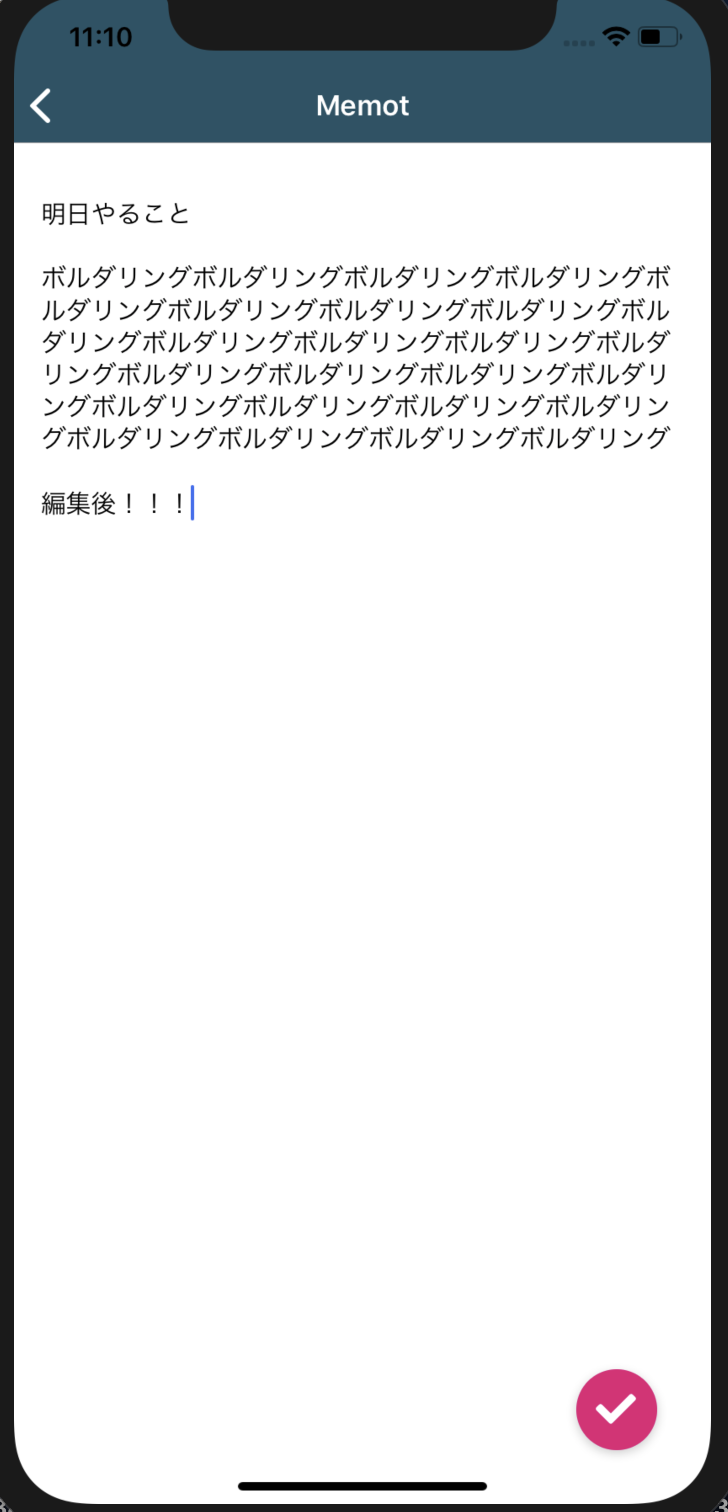 11:10
Memot
明日やること
ボルダリングボルダリングボルダリングボルダリングボ
ルダリングボルダリングボルダリングボルダリングボル
ダリングボルダリングボルダリングボルダリングボルダ
リングボルダリングボルダリングボルダリングボルダリ
ングボルダリングボルダリングボルダリングボルダリン
グボルダリングボルダリングボルダリングボルダリング
編集後！！！